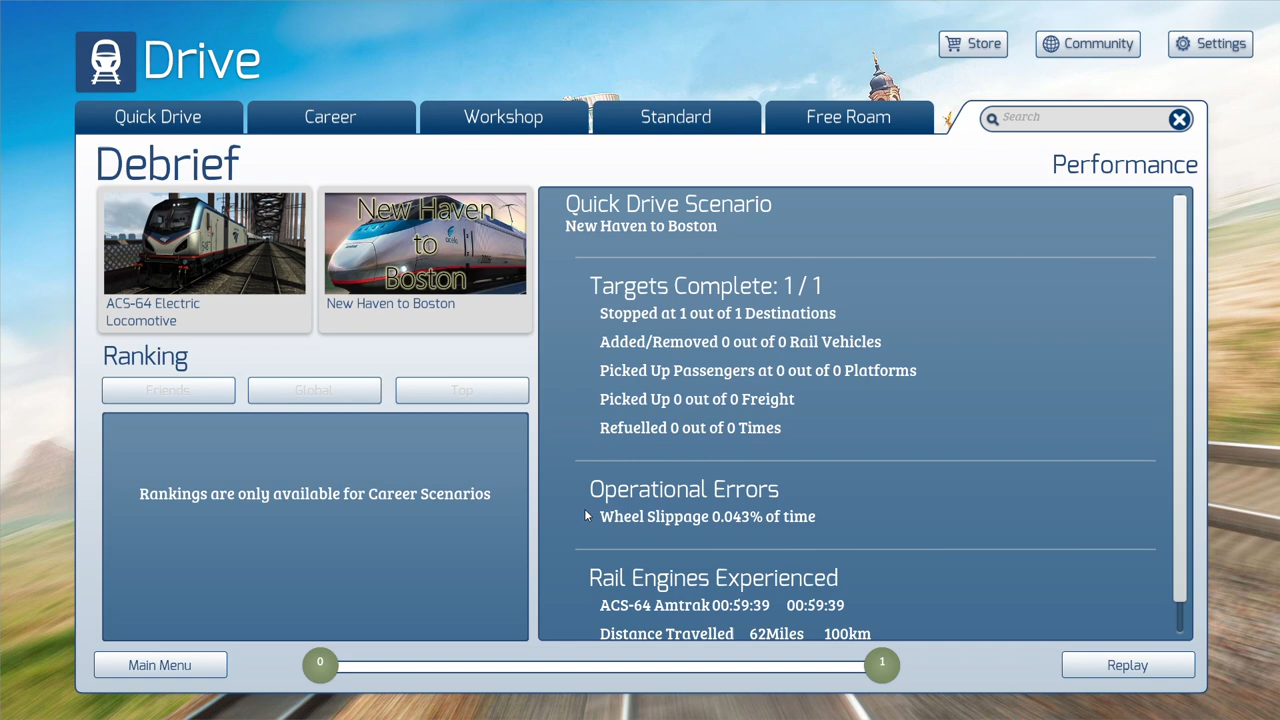 Drive
Store
Community
Settings
Quick Drive
Career
Workshop
Standard
Free Roam
Search
Debrief
Performance
New Haven
to
Boston
acela
ACS-64 Electric
Locomotive
New Haven to Boston
Ranking
Friends
Global
Top
Rankings are only available for Career Scenarios
Quick Drive Scenario
New Haven to Boston
Targets Complete: 1 / 1
Stopped at 1 out of 1 Destinations
Added/Removed 0 out of 0 Rail Vehicles
Picked Up Passengers at 0 out of 0 Platforms
Picked Up 0 out of 0 Freight
Refuelled 0 out of 0 Times
Operational Errors
Wheel Slippage 0.043% of time
Rail Engines Experienced
ACS-64 Amtrak 00:59:39 00:59:39
Distance Travelled 62Miles 100km
Main Menu
0
1
Replay